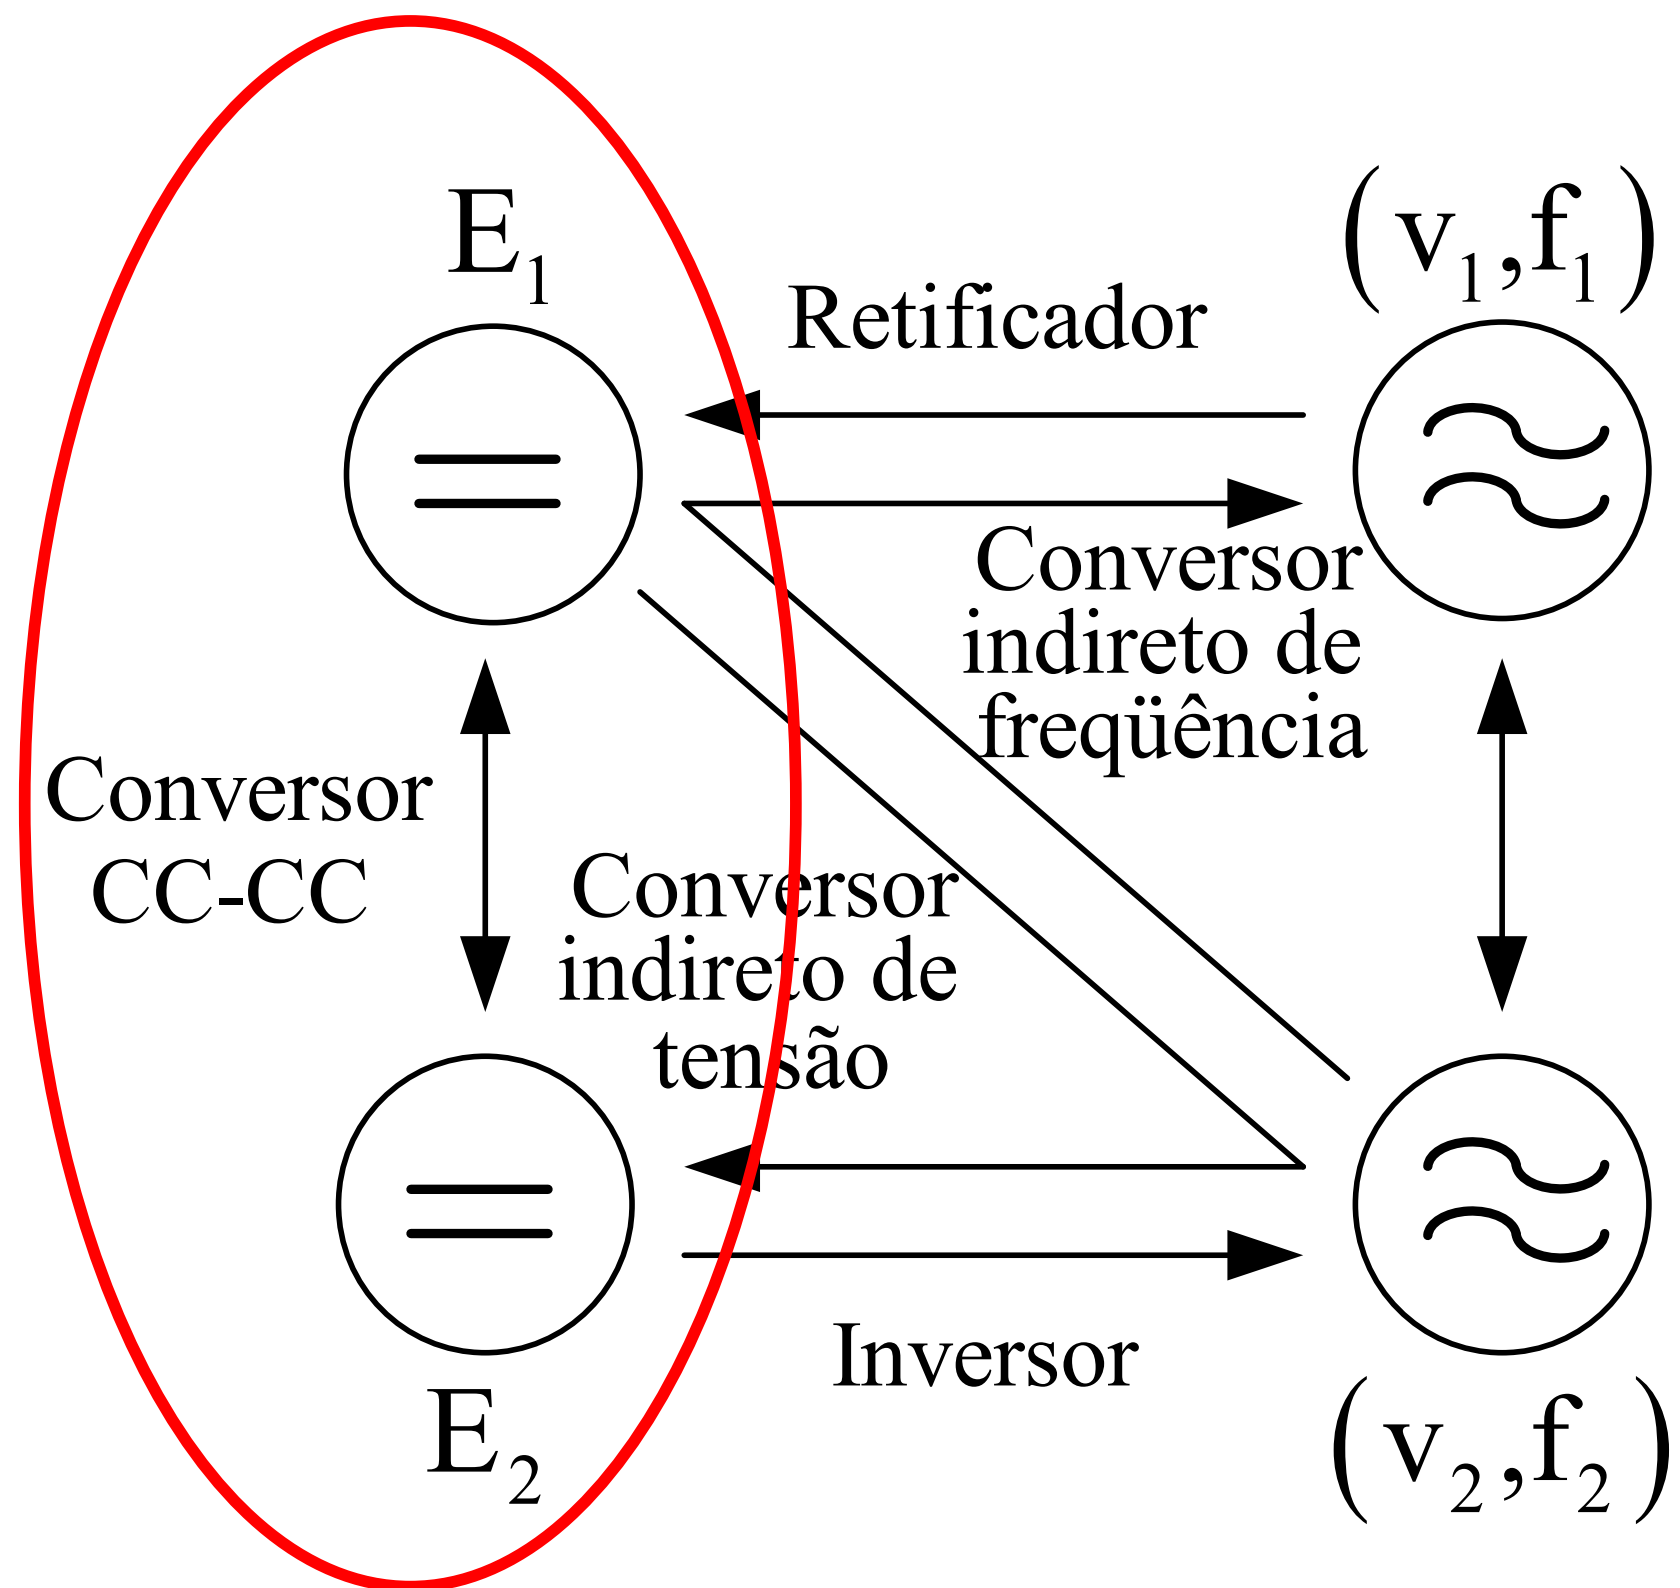 E1
(v1,f1)
Retificador
Conversor
indireto de
freqüência
Conversor
CC-CC
Conversor
indireto de
tensão
Inversor
E2
(v2,f2)